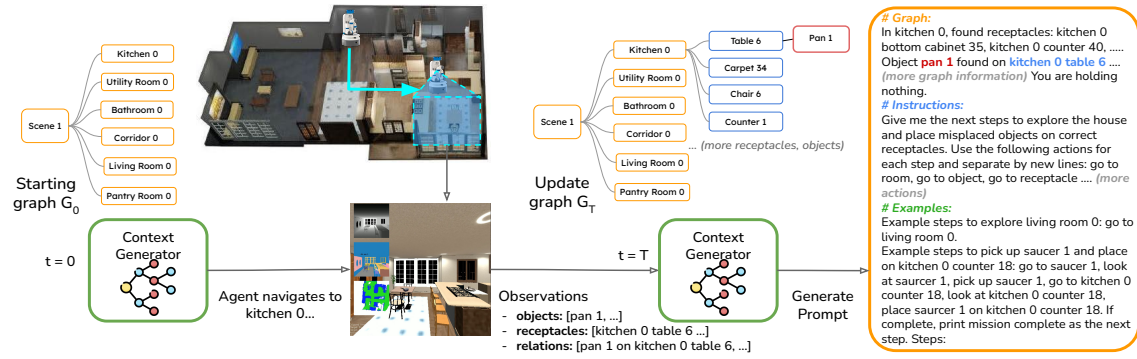 Scene 1
Kitchen 0
Utility Room 0
Bathroom 0
Corridor 0
Living Room 0
Pantry Room 0
Starting
graph G0
t = 0
Context
Generator
Agent navigates to
kitchen 0...
Observations
- objects: [pan 1, ...]
- receptacles: [kitchen 0 table 6 ...]
- relations: [pan 1 on kitchen 0 table 6, ...]
Scene 1
Kitchen 0
Utility Room 0
Bathroom 0
Corridor 0
Living Room 0
Pantry Room 0
Table 6
Carpet 34
Chair 6
Counter 1
Pan 1
... (more receptacles, objects)
Update
graph GT
t = T
Context
Generator
Generate
Prompt
# Graph:
In kitchen 0, found receptacles: kitchen 0
bottom cabinet 35, kitchen 0 counter 40, .....
Object pan 1 found on kitchen 0 table 6 ....
(more graph information) You are holding
nothing.
# Instructions:
Give me the next steps to explore the house
and place misplaced objects on correct
receptacles. Use the following actions for
each step and separate by new lines: go to
room, go to object, go to receptacle .... (more
actions)
# Examples:
Example steps to explore living room 0: go to
living room 0.
Example steps to pick up saucer 1 and place
on kitchen 0 counter 18: go to saucer 1, look
at saurcer 1, pick up saucer 1, go to kitchen 0
counter 18, look at kitchen 0 counter 18,
place saurcer 1 on kitchen 0 counter 18. If
complete, print mission complete as the next
step. Steps: